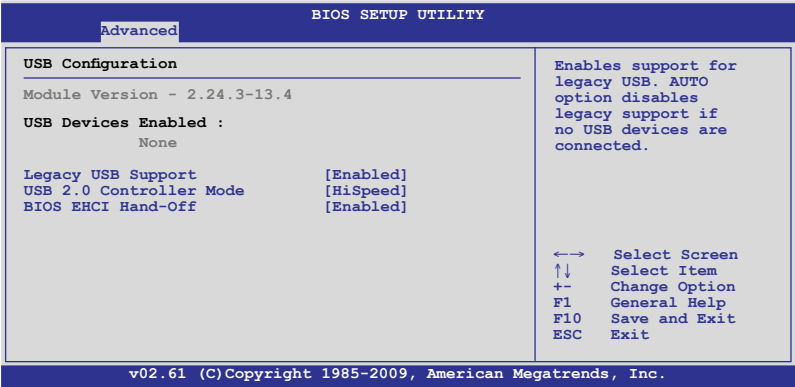 BIOS SETUP UTILITY
Advanced
USB Configuration
Module Version - 2.24.3-13.4
USB Devices Enabled :
None
Legacy USB Support [Enabled]
USB 2.0 Controller Mode [HiSpeed]
BIOS EHCI Hand-Off [Enabled]
Enables support for
legacy USB. AUTO
option disables
legacy support if
no USB devices are
connected.
←→ Select Screen
↑↓ Select Item
+- Change Option
F1 General Help
F10 Save and Exit
ESC Exit
v02.61 (C)Copyright 1985-2009, American Megatrends, Inc.